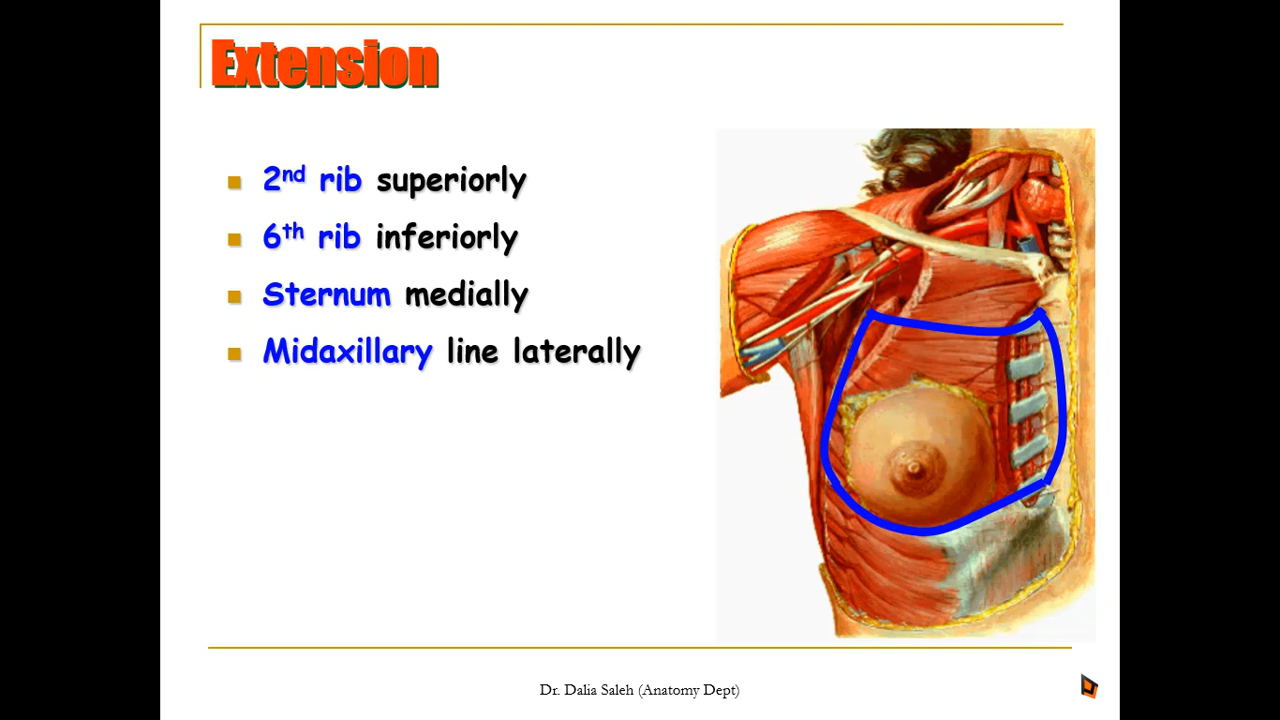 Extension
2nd rib superiorly
6th rib inferiorly
Sternum medially
Midaxillary line laterally
Dr. Dalia Saleh (Anatomy Dept)